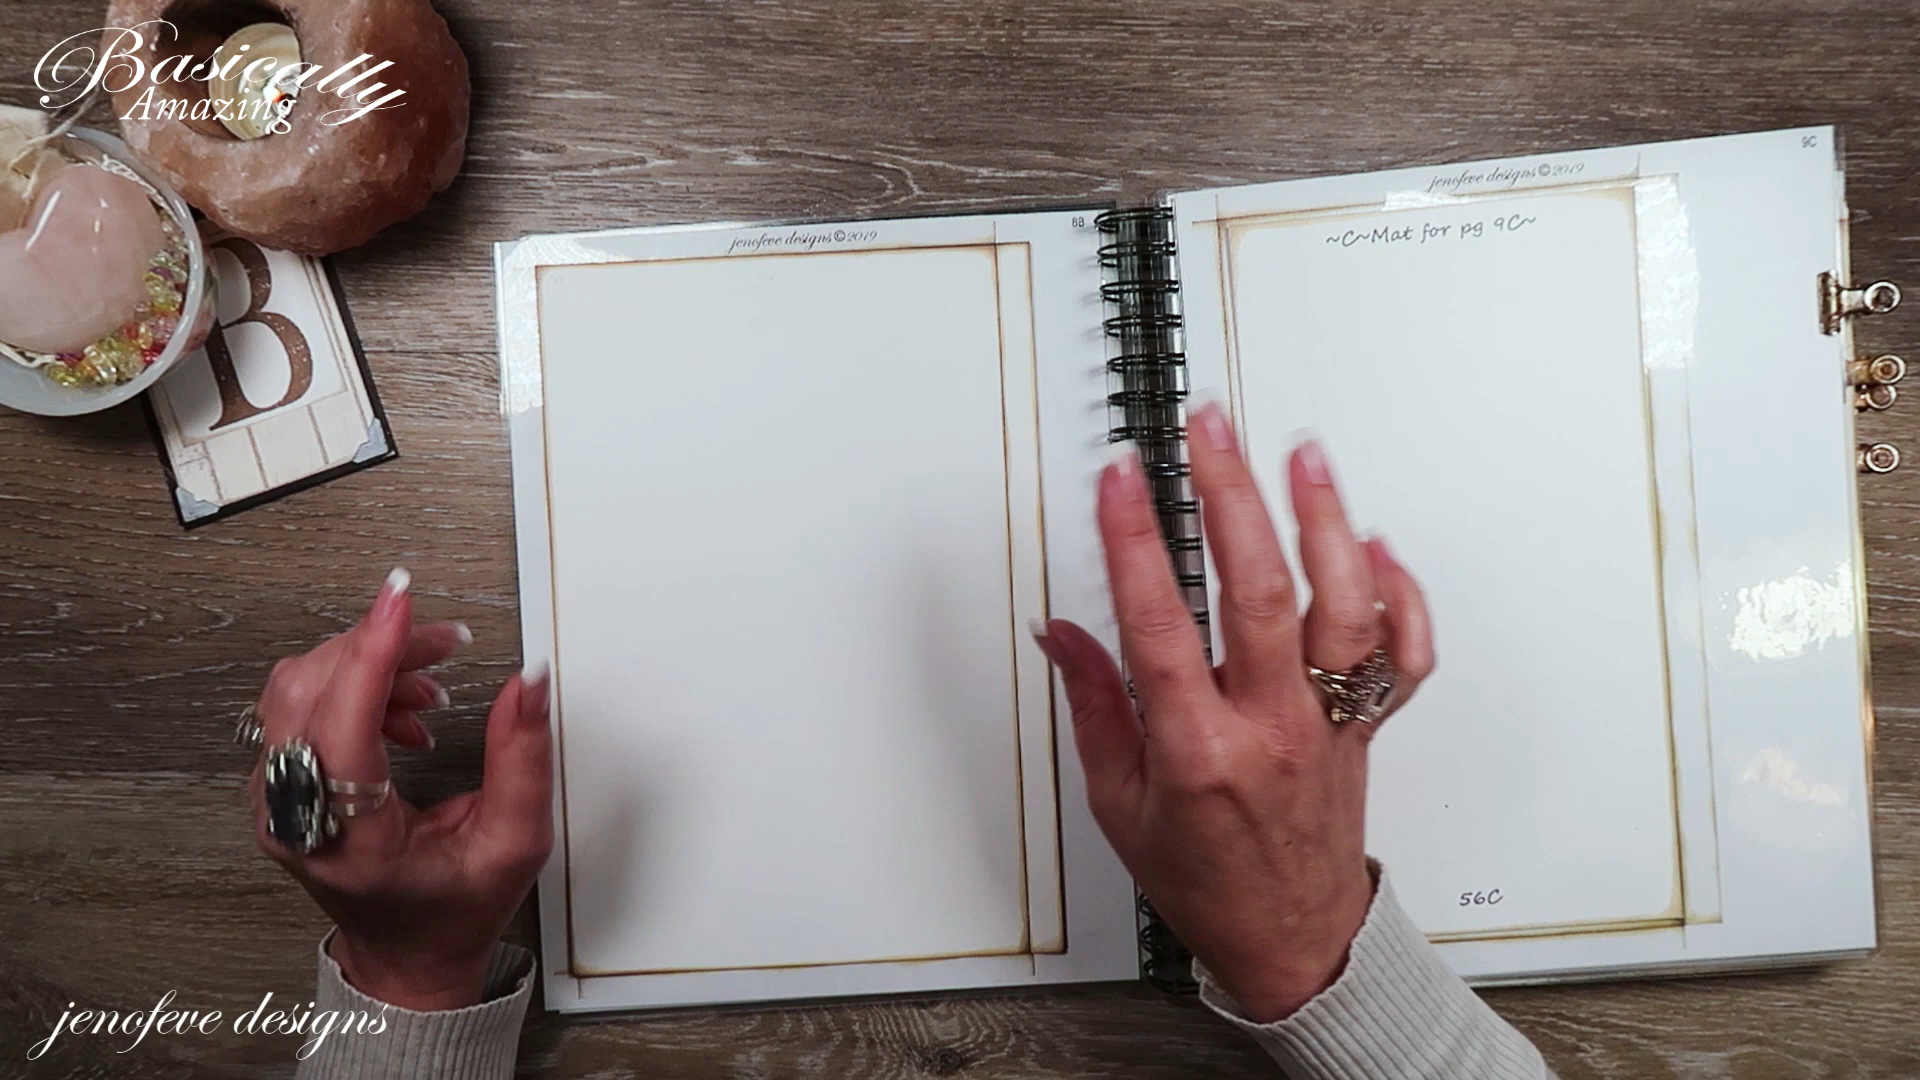 Basically
Amazing
B
jenofeve designs©2019
8B
jenofeve designs©2019
9C
~C~Mat for pg 9C~
56C
jenofeve designs